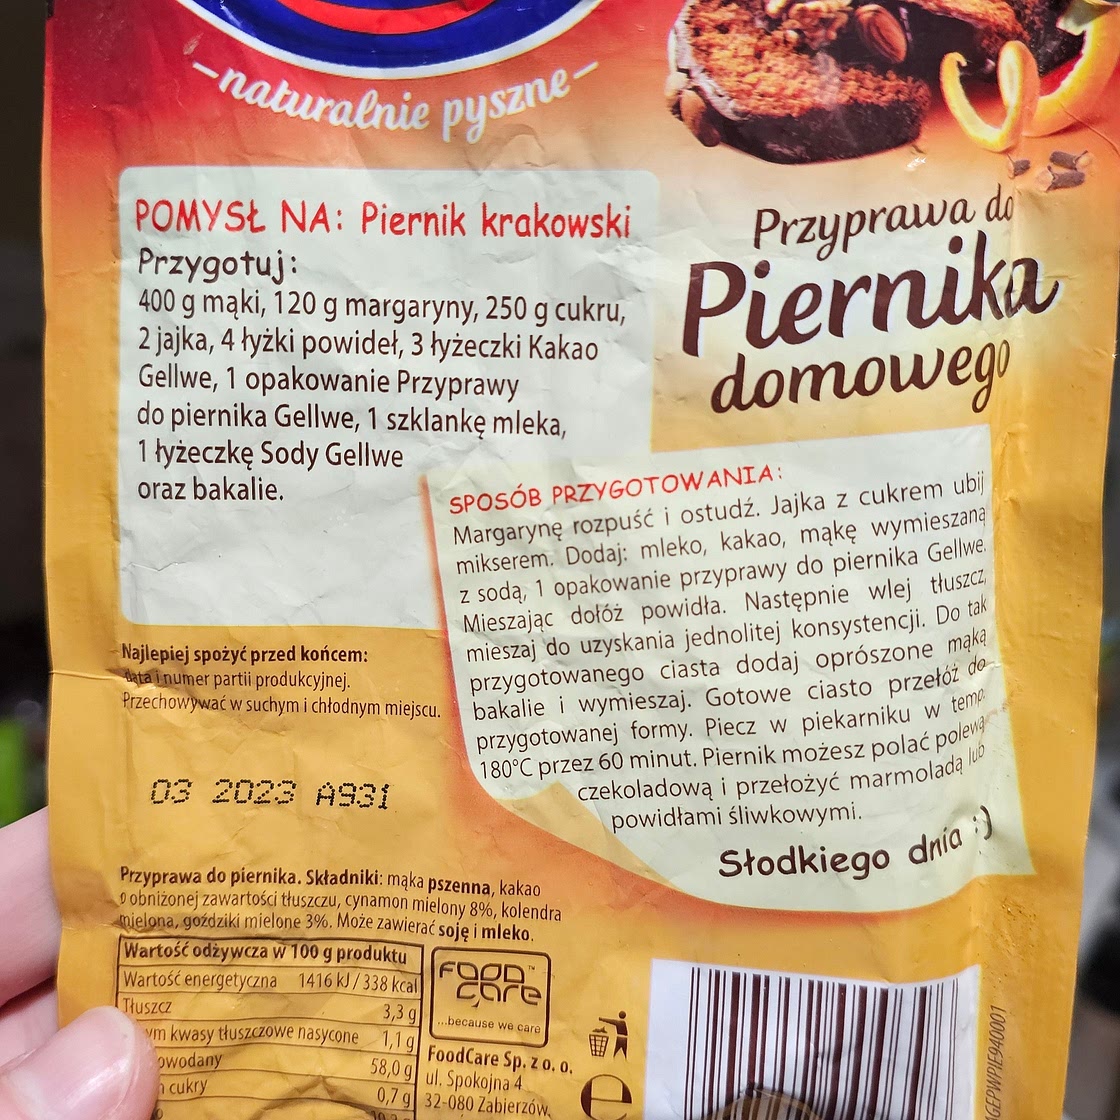 –naturalnie pyszne–
POMYSŁ NA: Piernik krakowski
Przygotuj:
400 g mąki, 120 g margaryny, 250 g cukru,
2 jajka, 4 łyżki powideł, 3 łyżeczki Kakao
Gellwe, 1 opakowanie Przyprawy
do piernika Gellwe, 1 szklankę mleka,
1 łyżeczkę Sody Gellwe
oraz bakalie.
Przyprawa do
Piernika
domowego
SPOSÓB PRZYGOTOWANIA:
Margarynę rozpuść i ostudź. Jajka z cukrem ubij
mikserem. Dodaj: mleko, kakao, mąkę wymieszaną
z sodą, 1 opakowanie przyprawy do piernika Gellwe.
Mieszając dołóż powidła. Następnie wlej tłuszcz,
mieszaj do uzyskania jednolitej konsystencji. Do tak
przygotowanego ciasta dodaj oprószone mąką
bakalie i wymieszaj. Gotowe ciasto przełóż do
przygotowanej formy. Piecz w piekarniku w temp.
180°C przez 60 minut. Piernik możesz polać polewą
czekoladową i przełożyć marmoladą lub
powidłami śliwkowymi.
Słodkiego dnia :)
Najlepiej spożyć przed końcem:
data i numer partii produkcyjnej.
Przechowywać w suchym i chłodnym miejscu.
03 2023 A931
Przyprawa do piernika. Składniki: mąka pszenna, kakao
o obniżonej zawartości tłuszczu, cynamon mielony 8%, kolendra
mielona, goździki mielone 3%. Może zawierać soję i mleko.
Wartość odżywcza w 100 g produktu
Wartość energetyczna 1416 kJ / 338 kcal
Tłuszcz 3,3 g
ym kwasy tłuszczowe nasycone 1,1 g
owodany 58,0 g
cukry 0,7 g
FOOD™
care
...because we care
FoodCare Sp. z o. o.
ul. Spokojna 4
32-080 Zabierzów,
e
EPWPIE940001